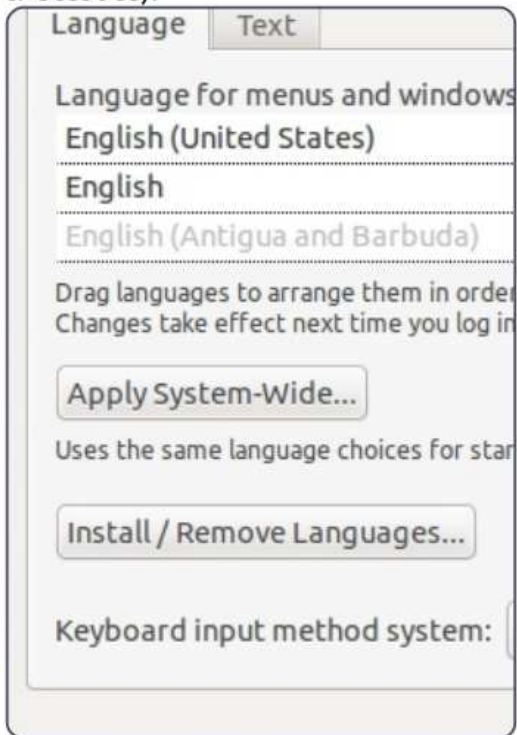 Language Text
Language for menus and windows
English (United States)
English
English (Antigua and Barbuda)
Drag languages to arrange them in order
Changes take effect next time you log in
Apply System-Wide...
Uses the same language choices for star
Install / Remove Languages...
Keyboard input method system: